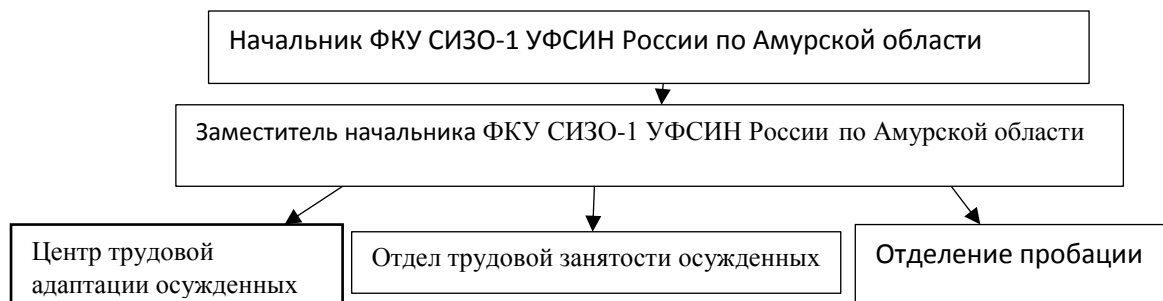 Начальник ФКУ СИЗО-1 УФСИН России по Амурской области
Заместитель начальника ФКУ СИЗО-1 УФСИН России по Амурской области
Центр трудовой
адаптации осужденных
Отдел трудовой занятости осужденных
Отделение пробации